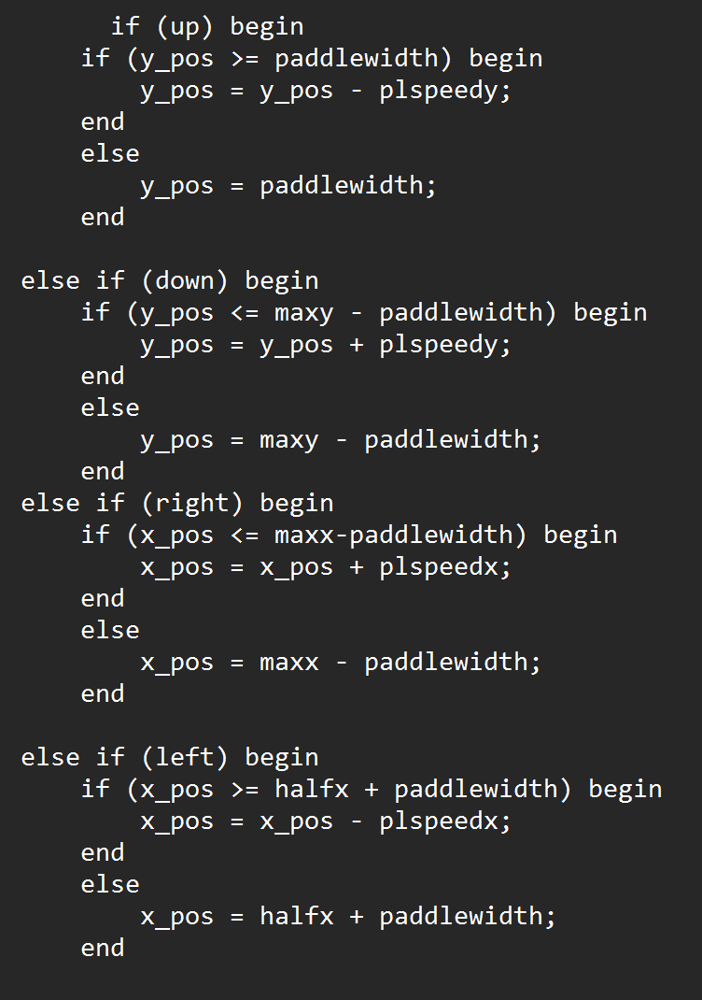 if (up) begin
    if (y_pos >= paddlewidth) begin
        y_pos = y_pos - plspeedy;
    end
    else
        y_pos = paddlewidth;
    end

else if (down) begin
    if (y_pos <= maxy - paddlewidth) begin
        y_pos = y_pos + plspeedy;
    end
    else
        y_pos = maxy - paddlewidth;
    end
else if (right) begin
    if (x_pos <= maxx-paddlewidth) begin
        x_pos = x_pos + plspeedx;
    end
    else
        x_pos = maxx - paddlewidth;
    end

else if (left) begin
    if (x_pos >= halfx + paddlewidth) begin
        x_pos = x_pos - plspeedx;
    end
    else
        x_pos = halfx + paddlewidth;
    end